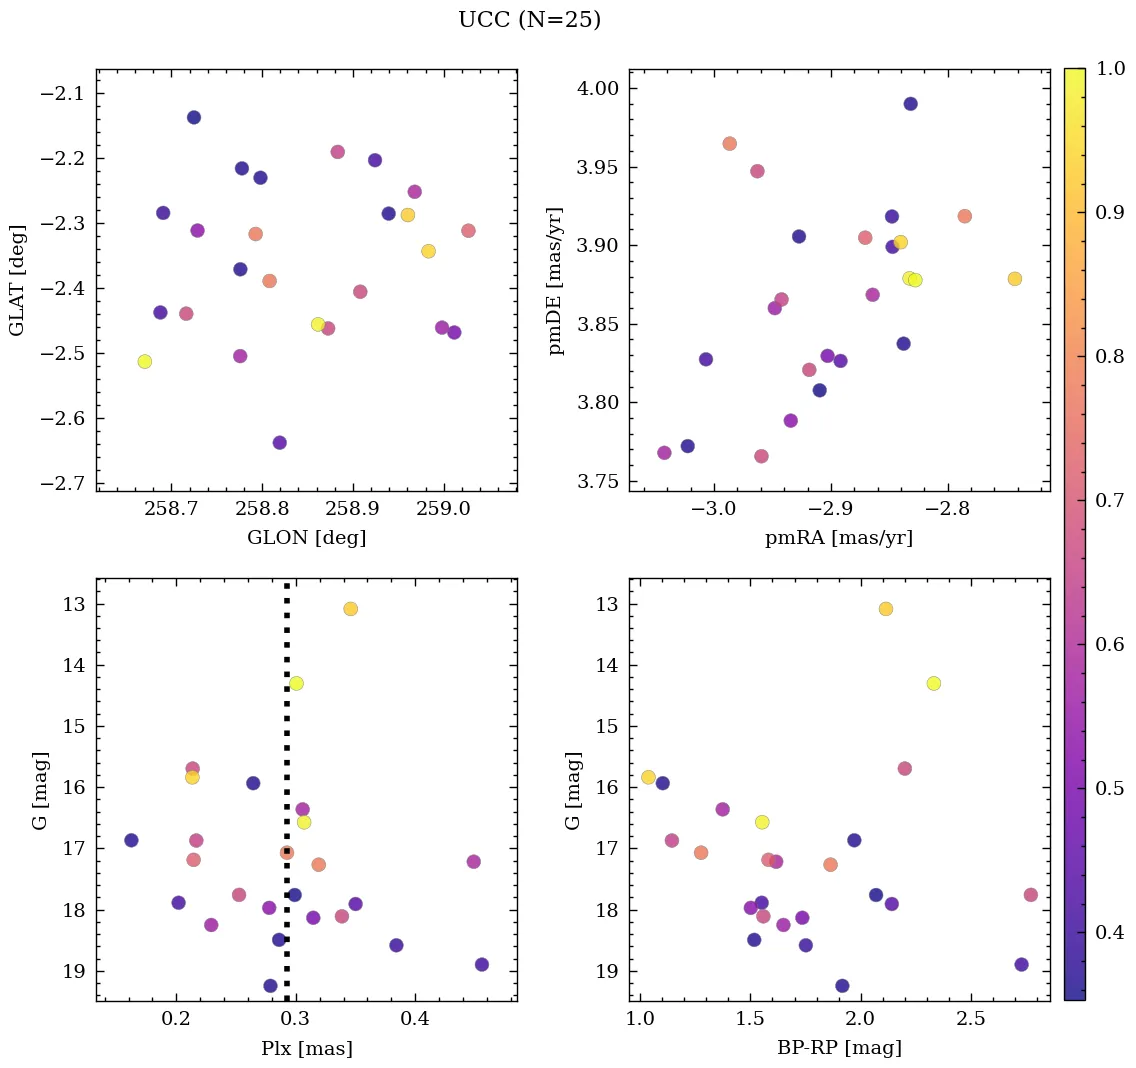 UCC (N=25)
−2.1
−2.2
−2.3
−2.4
−2.5
−2.6
−2.7
GLAT [deg]
258.7 258.8 258.9 259.0
GLON [deg]
4.00
3.95
3.90
3.85
3.80
3.75
pmDE [mas/yr]
−3.0 −2.9 −2.8
pmRA [mas/yr]
13
14
15
16
17
18
19
G [mag]
0.2 0.3 0.4
Plx [mas]
13
14
15
16
17
18
19
G [mag]
1.0 1.5 2.0 2.5
BP-RP [mag]
1.0
0.9
0.8
0.7
0.6
0.5
0.4